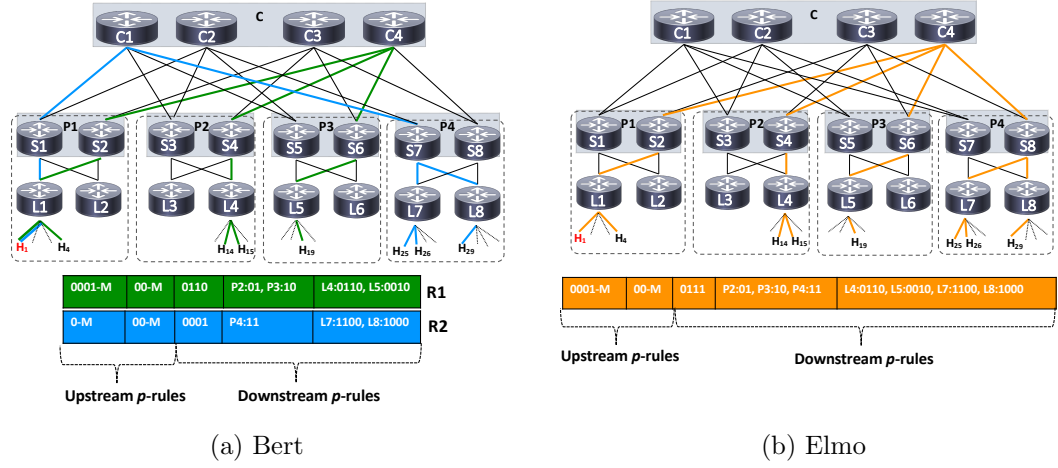 C
C1 C2 C3 C4
P1 P2 P3 P4
S1 S2 S3 S4 S5 S6 S7 S8
L1 L2 L3 L4 L5 L6 L7 L8
H1 H4 H14 H15 H19 H25 H26 H29
0001-M 00-M 0110 P2:01, P3:10 L4:0110, L5:0010 R1
0-M 00-M 0001 P4:11 L7:1100, L8:1000 R2
Upstream p-rules Downstream p-rules
(a) Bert
C
C1 C2 C3 C4
P1 P2 P3 P4
S1 S2 S3 S4 S5 S6 S7 S8
L1 L2 L3 L4 L5 L6 L7 L8
H1 H4 H14 H15 H19 H25 H26 H29
0001-M 00-M 0111 P2:01, P3:10, P4:11 L4:0110, L5:0010, L7:1100, L8:1000
Upstream p-rules Downstream p-rules
(b) Elmo